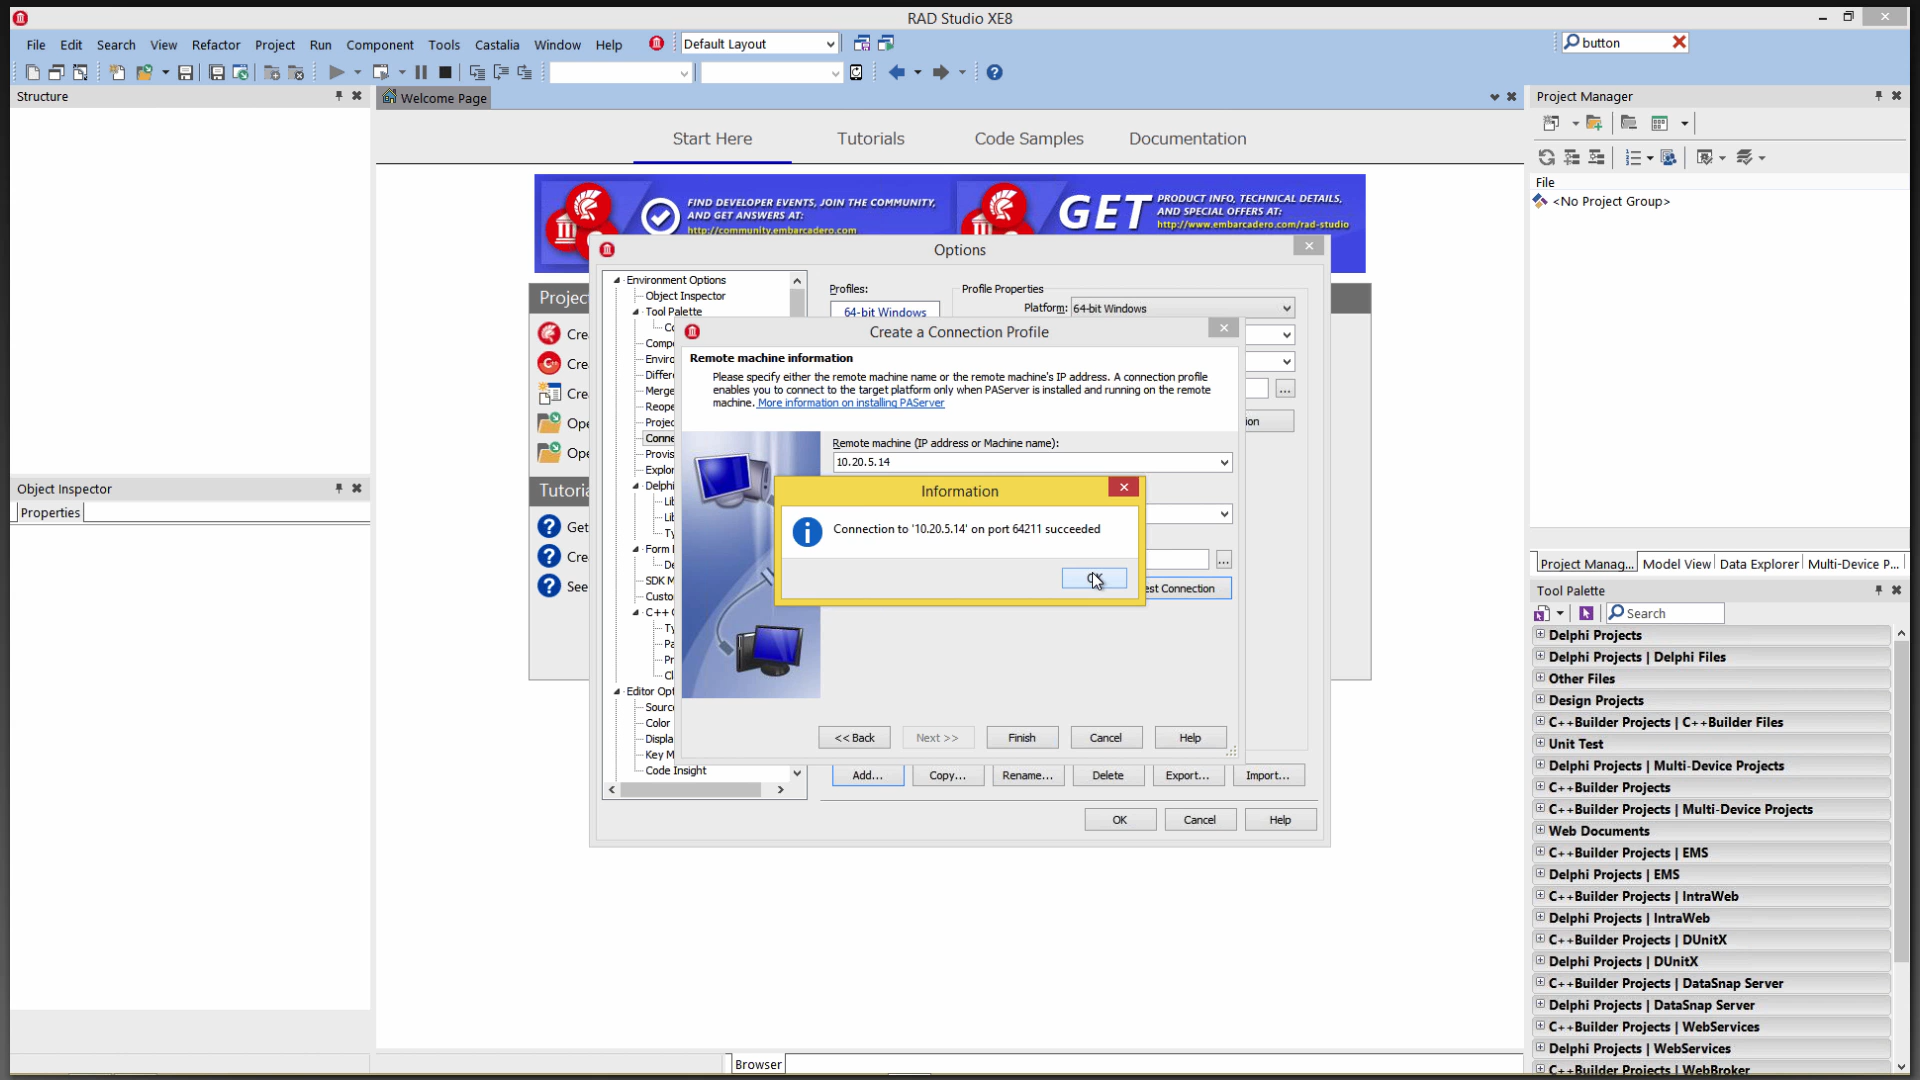 RAD Studio XE8
File Edit Search View Refactor Project Run Component Tools Castalia Window Help
Default Layout
button
Structure
Welcome Page
Project Manager
Start Here Tutorials Code Samples Documentation
File
<No Project Group>
FIND DEVELOPER EVENTS, JOIN THE COMMUNITY,
AND GET ANSWERS AT:
http://community.embarcadero.com
GET
PRODUCT INFO, TECHNICAL DETAILS,
AND SPECIAL OFFERS AT:
http://www.embarcadero.com/rad-studio
Options
Environment Options
Object Inspector
Tool Palette
Profiles:
64-bit Windows
Profile Properties
Platform: 64-bit Windows
Create a Connection Profile
Remote machine information
Please specify either the remote machine name or the remote machine's IP address. A connection profile
enables you to connect to the target platform only when PAServer is installed and running on the remote
machine. More information on installing PAServer
Remote machine (IP address or Machine name):
10.20.5.14
Information
Connection to '10.20.5.14' on port 64211 succeeded
est Connection
<< Back Next >> Finish Cancel Help
Code Insight
Add... Copy... Rename... Delete Export... Import...
OK Cancel Help
Projec
Cre
Cre
Cre
Ope
Ope
Tutoria
Get
Cre
See
Object Inspector
Properties
Project Manag... Model View Data Explorer Multi-Device P...
Tool Palette
Search
Delphi Projects
Delphi Projects | Delphi Files
Other Files
Design Projects
C++Builder Projects | C++Builder Files
Unit Test
Delphi Projects | Multi-Device Projects
C++Builder Projects
C++Builder Projects | Multi-Device Projects
Web Documents
C++Builder Projects | EMS
Delphi Projects | EMS
C++Builder Projects | IntraWeb
Delphi Projects | IntraWeb
C++Builder Projects | DUnitX
Delphi Projects | DUnitX
C++Builder Projects | DataSnap Server
Delphi Projects | DataSnap Server
C++Builder Projects | WebServices
Delphi Projects | WebServices
C++Builder Projects | WebBroker
Browser